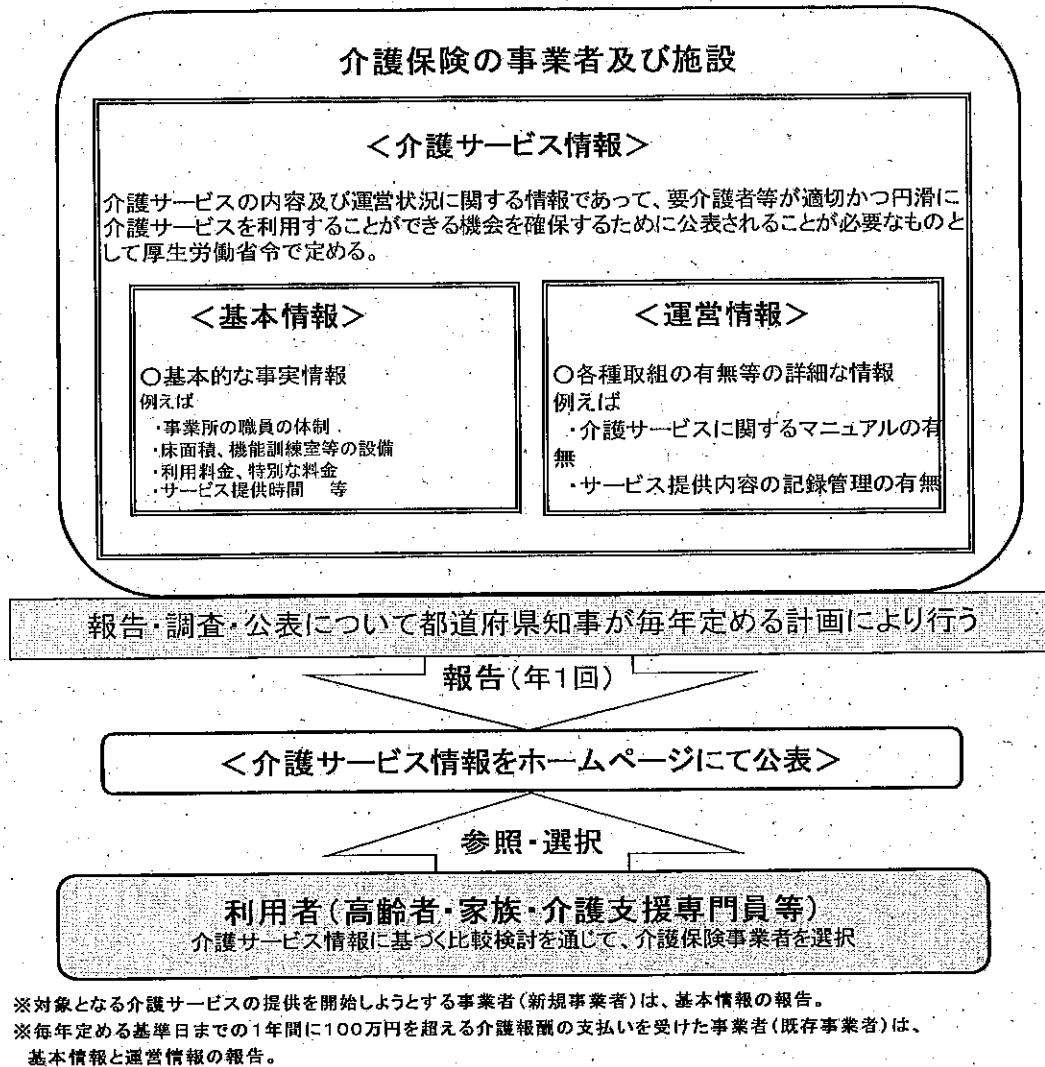 介護保険の事業者及び施設
＜介護サービス情報＞
介護サービスの内容及び運営状況に関する情報であって、要介護者等が適切かつ円滑に
介護サービスを利用することができる機会を確保するために公表されることが必要なものと
して厚生労働省令で定める。
＜基本情報＞
○基本的な事実情報
例えば
・事業所の職員の体制
・床面積、機能訓練室等の設備
・利用料金、特別な料金
・サービス提供時間　等
＜運営情報＞
○各種取組の有無等の詳細な情報
例えば
・介護サービスに関するマニュアルの有
無
・サービス提供内容の記録管理の有無
報告・調査・公表について都道府県知事が毎年定める計画により行う
報告（年1回）
＜介護サービス情報をホームページにて公表＞
参照・選択
利用者（高齢者・家族・介護支援専門員等）
介護サービス情報に基づく比較検討を通じて、介護保険事業者を選択
※対象となる介護サービスの提供を開始しようとする事業者（新規事業者）は、基本情報の報告。
※毎年定める基準日までの1年間に100万円を超える介護報酬の支払いを受けた事業者（既存事業者）は、
基本情報と運営情報の報告。